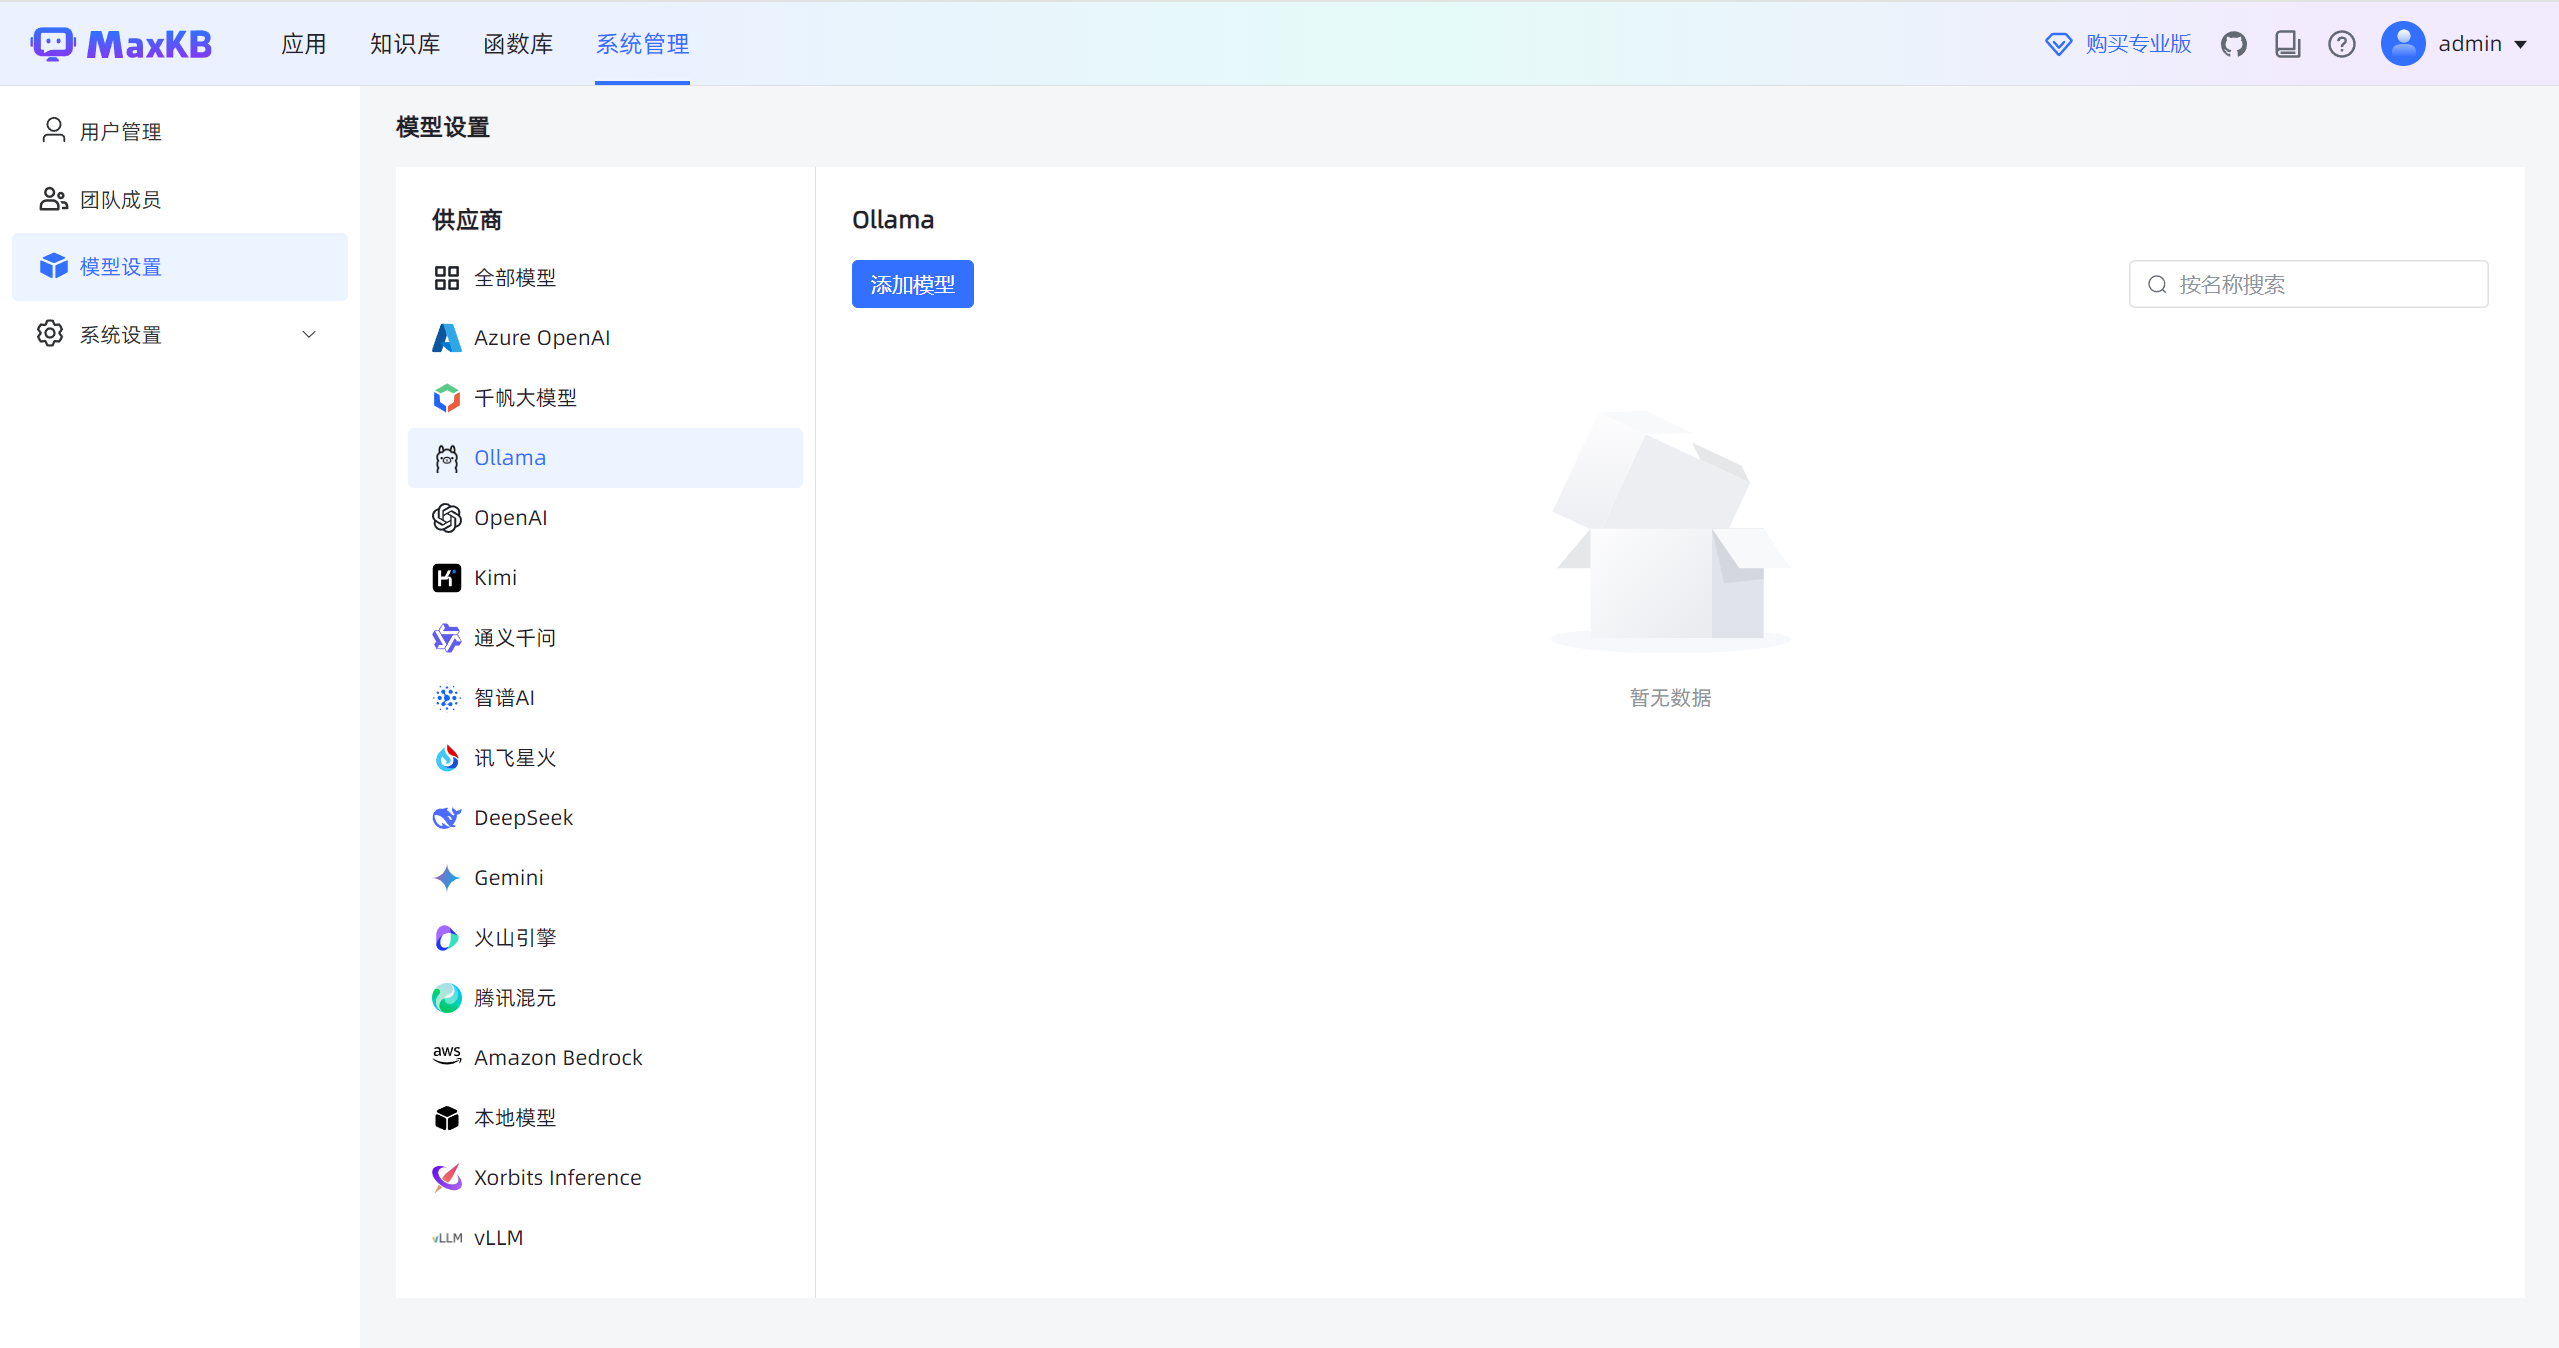 MaxKB
应用
知识库
函数库
系统管理
购买专业版
admin
用户管理
团队成员
模型设置
系统设置
模型设置
供应商
全部模型
Azure OpenAI
千帆大模型
Ollama
OpenAI
Kimi
通义千问
智谱AI
讯飞星火
DeepSeek
Gemini
火山引擎
腾讯混元
aws Amazon Bedrock
本地模型
Xorbits Inference
vLLM vLLM
Ollama
添加模型
按名称搜索
暂无数据